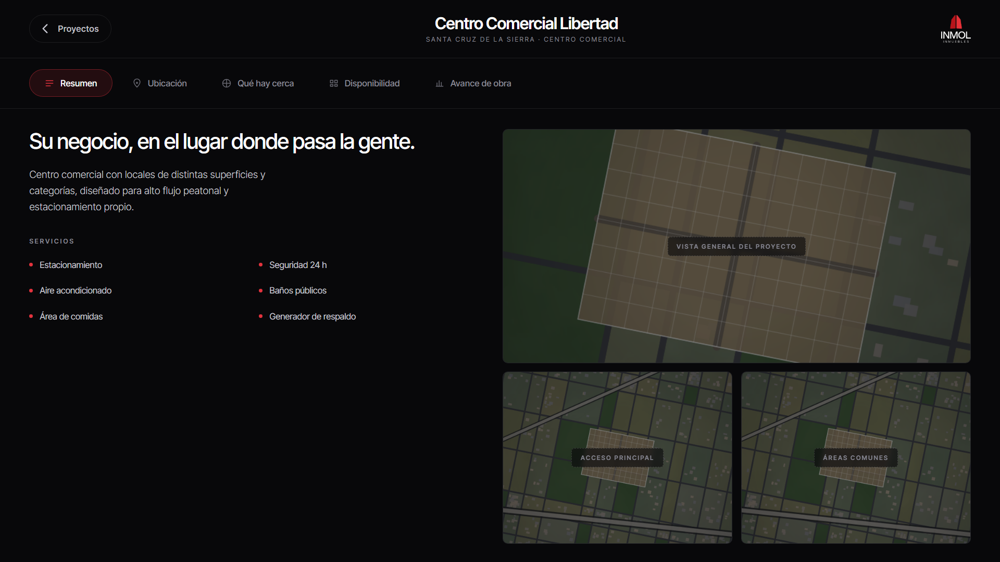 Proyectos
Centro Comercial Libertad
SANTA CRUZ DE LA SIERRA · CENTRO COMERCIAL
INMOL
INMUEBLES
Resumen
Ubicación
Qué hay cerca
Disponibilidad
Avance de obra
Su negocio, en el lugar donde pasa la gente.
Centro comercial con locales de distintas superficies y
categorías, diseñado para alto flujo peatonal y
estacionamiento propio.
SERVICIOS
Estacionamiento
Seguridad 24 h
Aire acondicionado
Baños públicos
Área de comidas
Generador de respaldo
VISTA GENERAL DEL PROYECTO
ACCESO PRINCIPAL
ÁREAS COMUNES